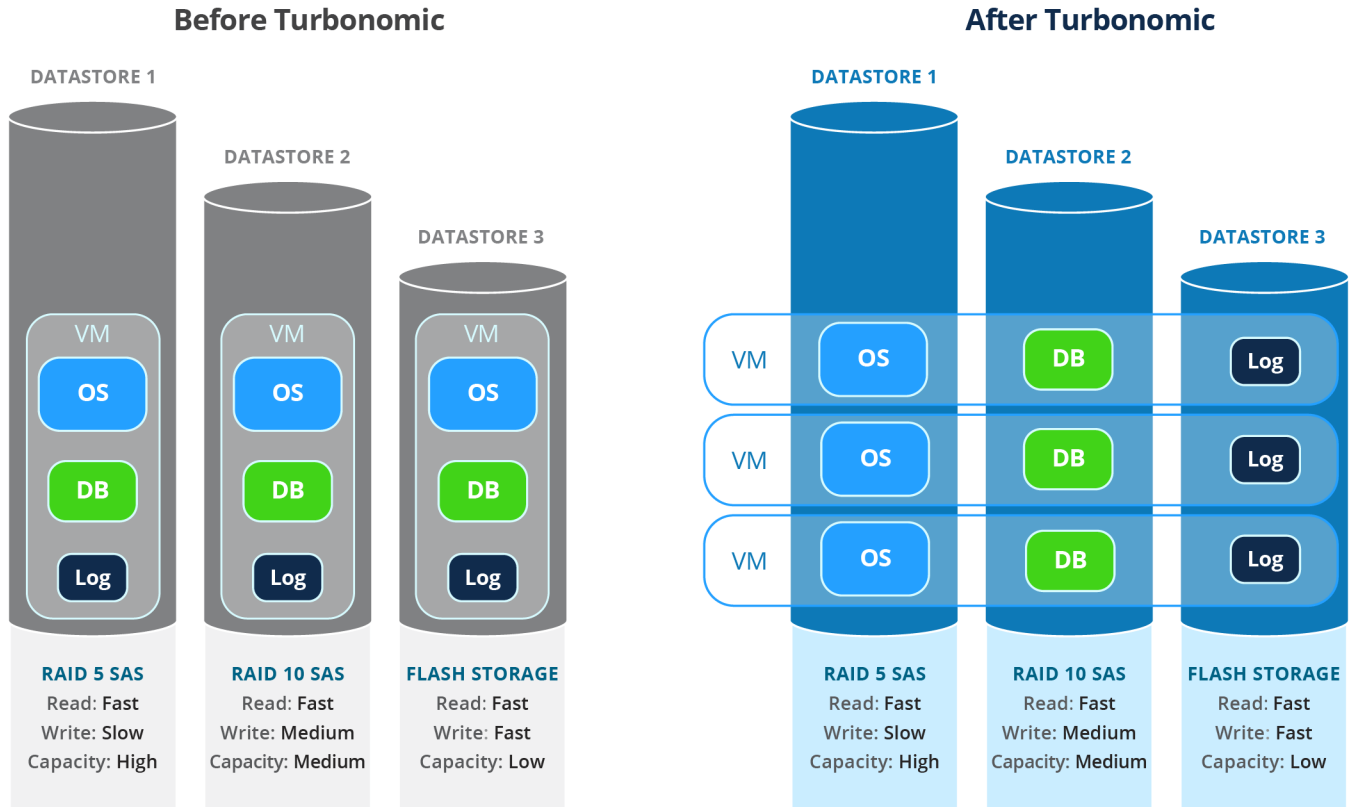 Before Turbonomic
DATASTORE 1
DATASTORE 2
DATASTORE 3
VM
OS
DB
Log
VM
OS
DB
Log
VM
OS
DB
Log
RAID 5 SAS
Read: Fast
Write: Slow
Capacity: High
RAID 10 SAS
Read: Fast
Write: Medium
Capacity: Medium
FLASH STORAGE
Read: Fast
Write: Fast
Capacity: Low
After Turbonomic
DATASTORE 1
DATASTORE 2
DATASTORE 3
VM OS DB Log
VM OS DB Log
VM OS DB Log
RAID 5 SAS
Read: Fast
Write: Slow
Capacity: High
RAID 10 SAS
Read: Fast
Write: Medium
Capacity: Medium
FLASH STORAGE
Read: Fast
Write: Fast
Capacity: Low